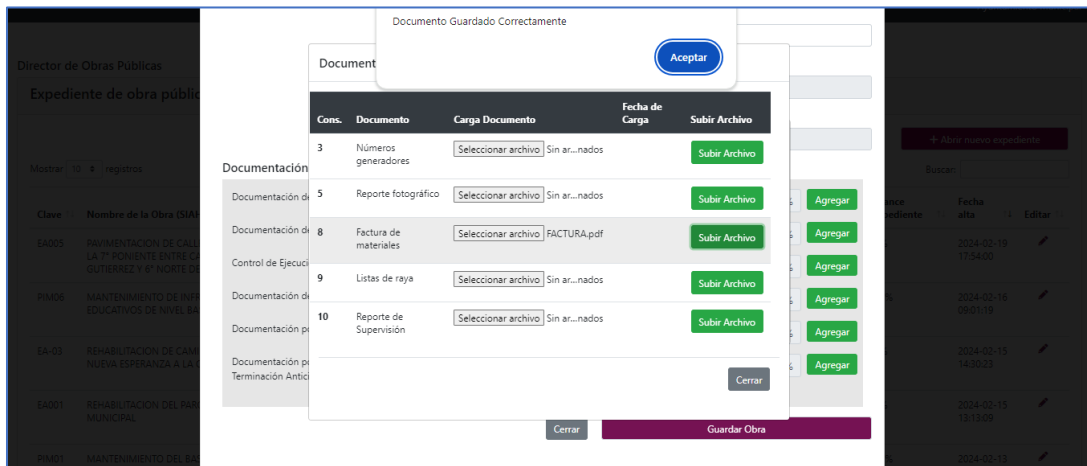 Documento Guardado Correctamente
Aceptar
Document
Director de Obras Públicas
Expediente de obra públic
+ Abrir nuevo expediente
Mostrar 10 registros
Buscar:
Cons. Documento Carga Documento Fecha de Carga Subir Archivo
3 Números generadores Seleccionar archivo Sin ar...nados Subir Archivo
5 Reporte fotográfico Seleccionar archivo Sin ar...nados Subir Archivo
8 Factura de materiales Seleccionar archivo FACTURA.pdf Subir Archivo
9 Listas de raya Seleccionar archivo Sin ar...nados Subir Archivo
10 Reporte de Supervisión Seleccionar archivo Sin ar...nados Subir Archivo
Cerrar
Documentación
Documentación de % Agregar
Documentación de Agregar
Control de Ejecuci Agregar
Documentación de Agregar
Documentación po Agregar
Documentación po
Terminación Antici % Agregar
Cerrar
Guardar Obra
Clave Nombre de la Obra (SIAH
ance
pediente
Fecha
alta
Editar
EA005 PAVIMENTACION DE CALL
LA 7ª PONIENTE ENTRE CA
GUTIERREZ Y 6ª NORTE DE
2024-02-19
17:54:00
PIM06 MANTENIMIENTO DE INFR
EDUCATIVOS DE NIVEL BA
2024-02-16
09:01:19
EA-03 REHABILITACION DE CAMI
NUEVA ESPERANZA A LA
2024-02-15
14:30:23
EA001 REHABILITACION DEL PAR
MUNICIPAL
2024-02-15
13:13:09
PIM01 MANTENIMIENTO DEL BA
2024-02-13